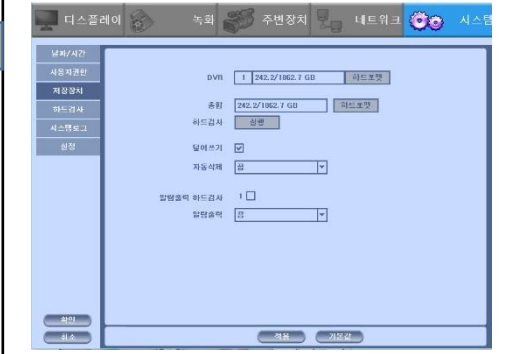 디스플레이 녹화 주변장치 네트워크 시스템
날짜/시간
사용자권한
저장장치
하드검사
시스템로그
설정
DVR 1 242.2/1862.7 GB 하드포맷
총합 242.2/1862.7 GB 하드포맷
하드검사 실행
덮어쓰기
자동삭제 끔
알람출력 하드검사 1
알람출력 끔
확인
취소
적용 기본값